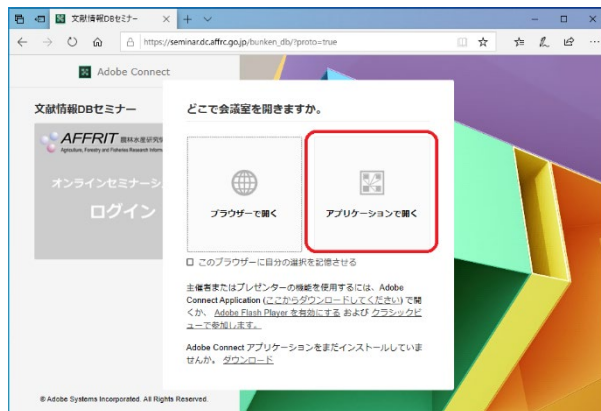 文献情報DBセミナー
https://seminar.dc.affrc.go.jp/bunken_db/?proto=true
Adobe Connect
文献情報DBセミナー
AFFRIT
Agriculture, Forestry and Fisheries Research
オンラインセミナーシ
ログイン
どこで会議室を開きますか。
ブラウザーで開く
アプリケーションで開く
このブラウザーに自分の選択を記憶させる
主催者またはプレゼンターの機能を使用するには、Adobe
Connect Application (ここからダウンロードしてください) で開
くか、 Adobe Flash Player を有効にする および クラシックビ
ューで参加します。
Adobe Connect アプリケーションをまだインストールしていま
せんか。 ダウンロード
© Adobe Systems Incorporated. All Rights Reserved.